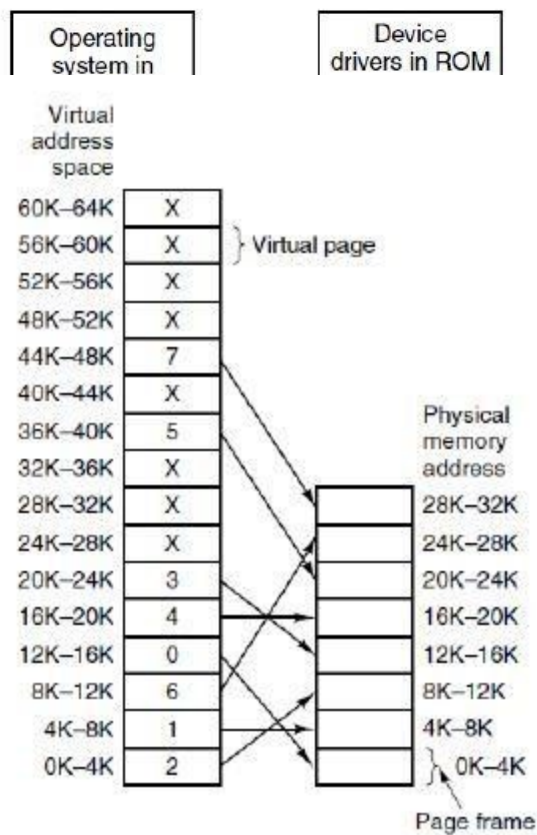 Operating
system in
Device
drivers in ROM
Virtual
address
space
60K–64K X
56K–60K X Virtual page
52K–56K X
48K–52K X
44K–48K 7
40K–44K X
36K–40K 5
32K–36K X
28K–32K X
24K–28K X
20K–24K 3
16K–20K 4
12K–16K 0
8K–12K 6
4K–8K 1
0K–4K 2
Physical
memory
address
28K–32K
24K–28K
20K–24K
16K–20K
12K–16K
8K–12K
4K–8K
0K–4K
Page frame